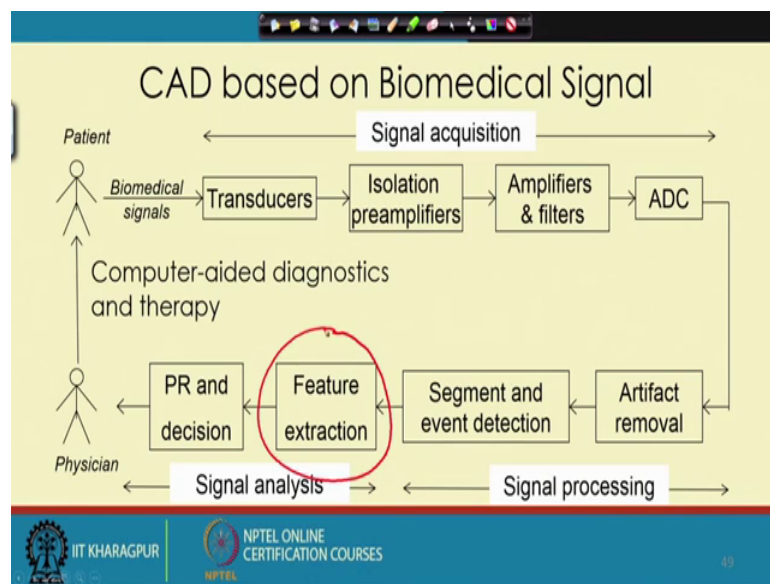 CAD based on Biomedical Signal
Patient
Signal acquisition
Biomedical
signals
Transducers
Isolation
preamplifiers
Amplifiers
& filters
ADC
Computer-aided diagnostics
and therapy
PR and
decision
Feature
extraction
Segment and
event detection
Artifact
removal
Physician
Signal analysis
Signal processing
IIT KHARAGPUR
NPTEL
NPTEL ONLINE
CERTIFICATION COURSES
49